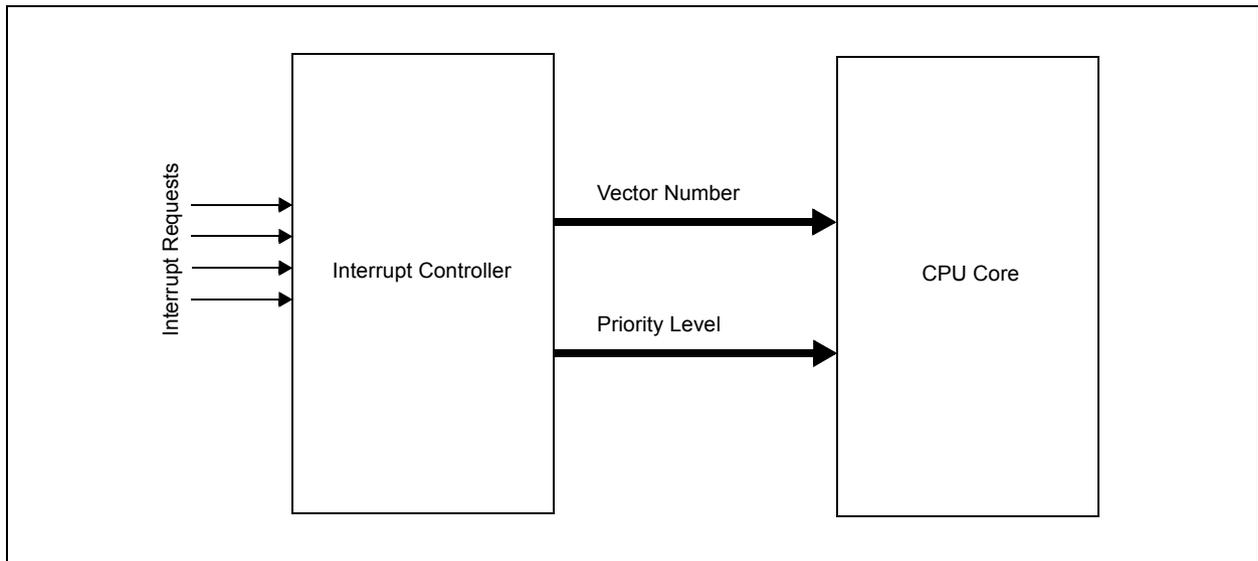 Interrupt Requests
Interrupt Controller
Vector Number
Priority Level
CPU Core